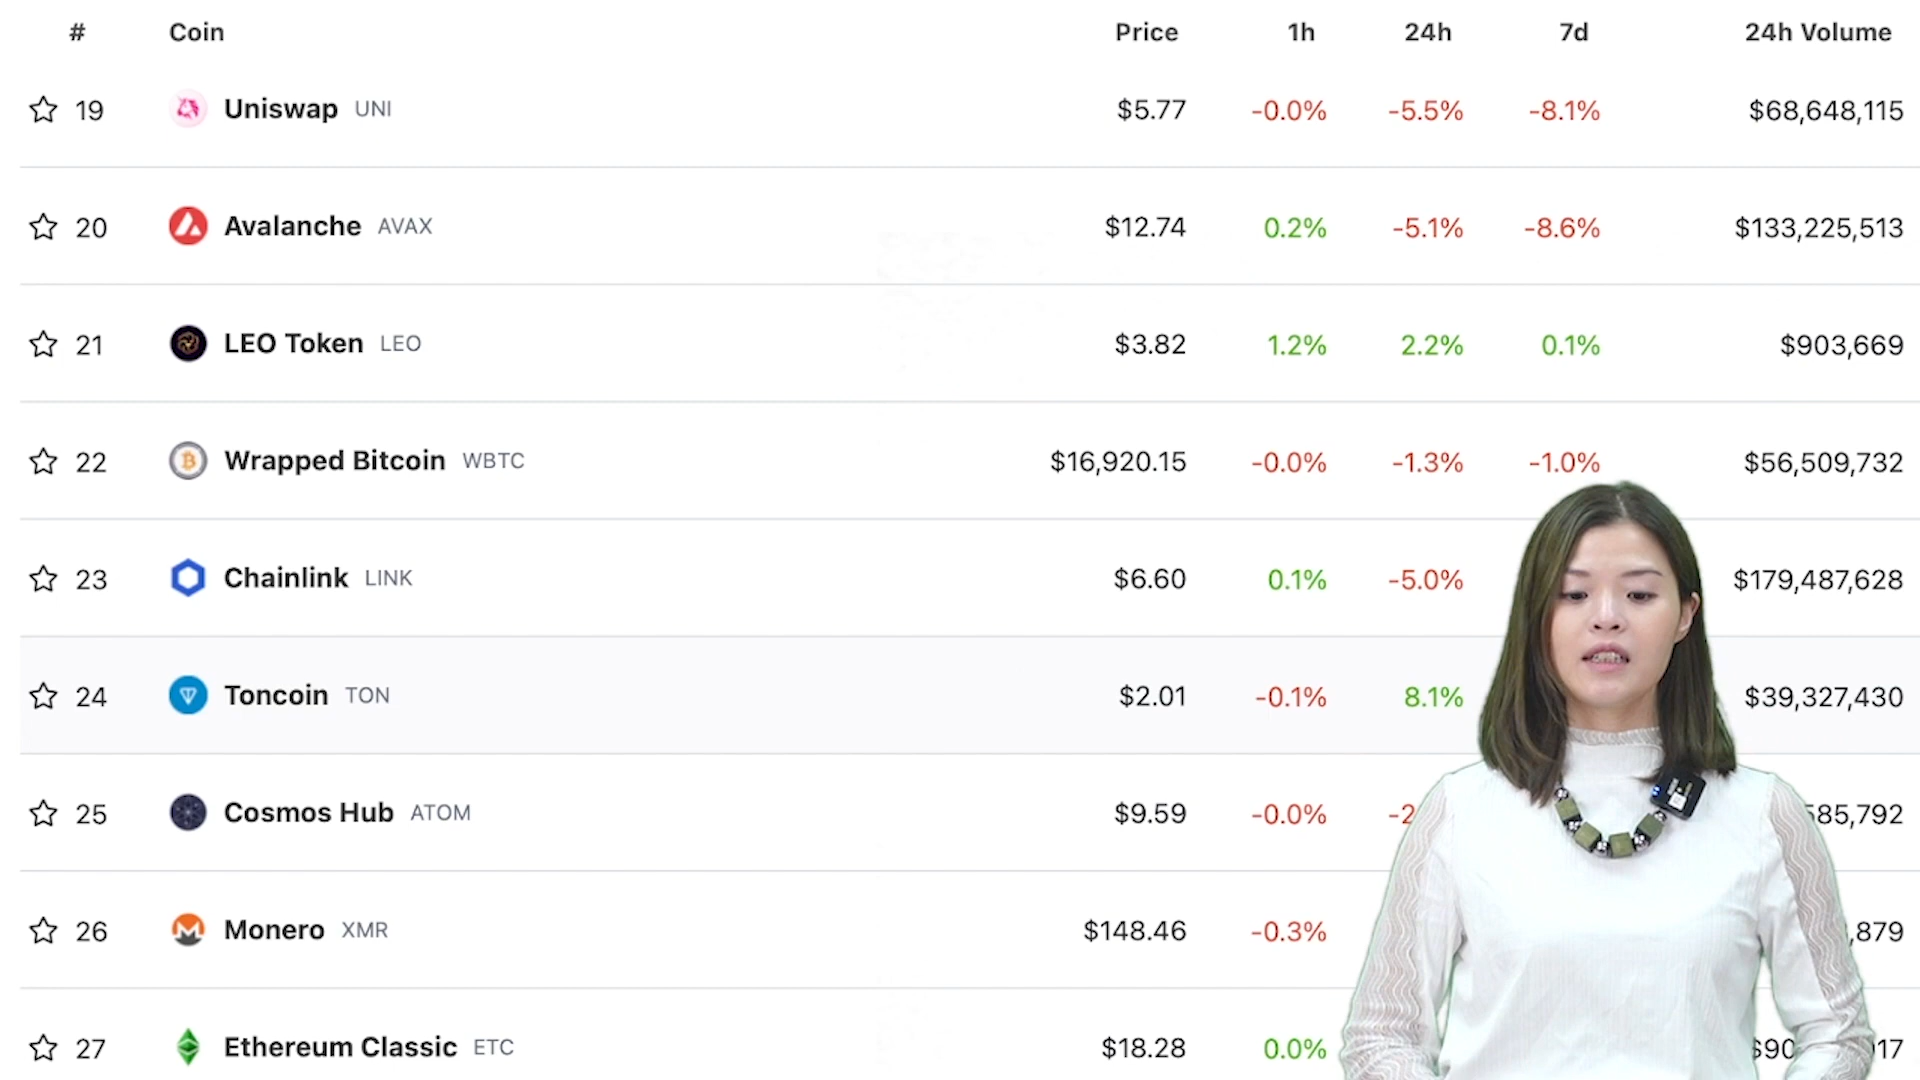 # Coin Price 1h 24h 7d 24h Volume
19 Uniswap UNI $5.77 -0.0% -5.5% -8.1% $68,648,115
20 Avalanche AVAX $12.74 0.2% -5.1% -8.6% $133,225,513
21 LEO Token LEO $3.82 1.2% 2.2% 0.1% $903,669
22 Wrapped Bitcoin WBTC $16,920.15 -0.0% -1.3% -1.0% $56,509,732
23 Chainlink LINK $6.60 0.1% -5.0% $179,487,628
24 Toncoin TON $2.01 -0.1% 8.1% $39,327,430
25 Cosmos Hub ATOM $9.59 -0.0%
26 Monero XMR $148.46 -0.3%
27 Ethereum Classic ETC $18.28 0.0%